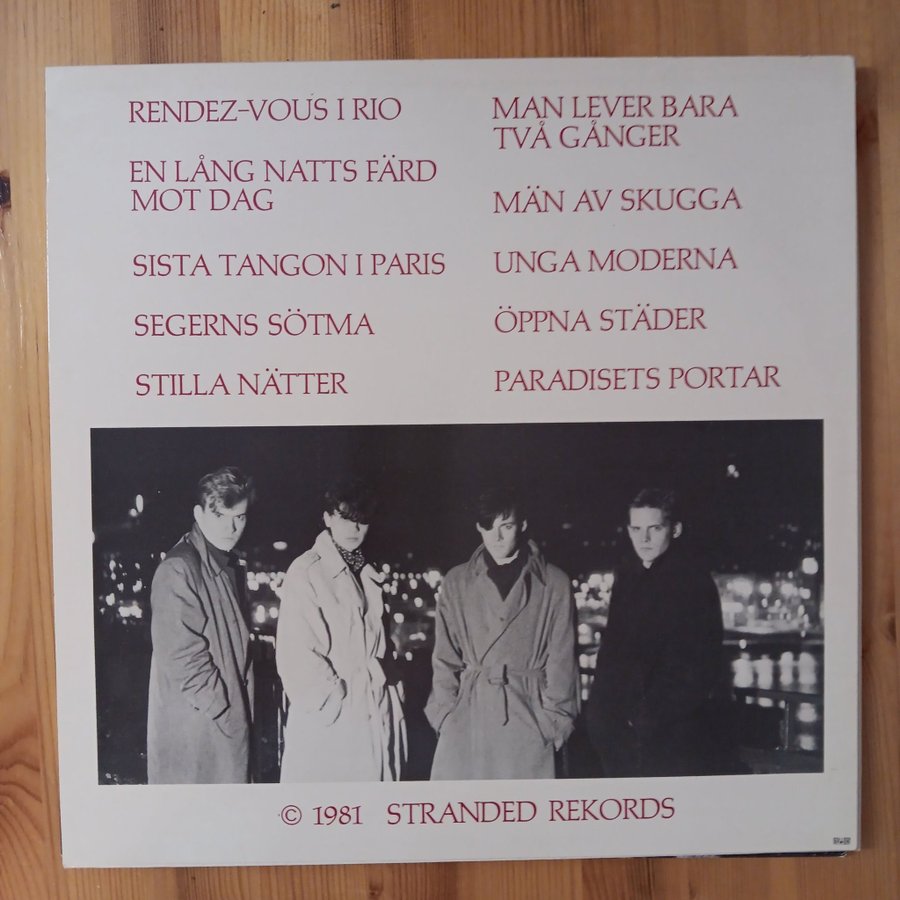 RENDEZ-VOUS I RIO
EN LÅNG NATTS FÄRD
MOT DAG
SISTA TANGON I PARIS
SEGERNS SÖTMA
STILLA NÄTTER
MAN LEVER BARA
TVÅ GÅNGER
MÄN AV SKUGGA
UNGA MODERNA
ÖPPNA STÄDER
PARADISETS PORTAR
© 1981 STRANDED REKORDS